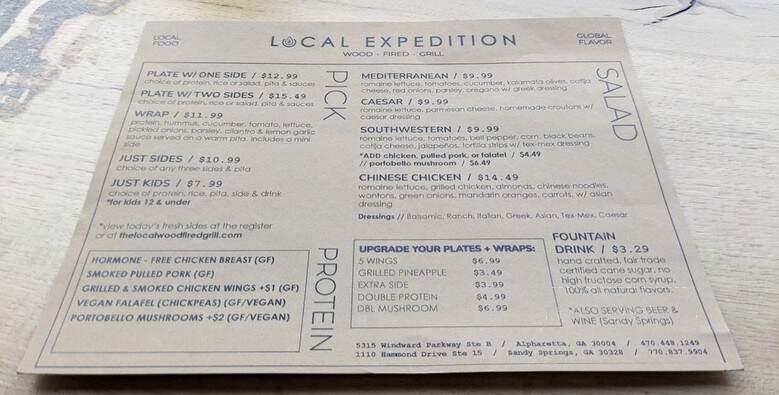 LOCAL
FOOD
LOCAL EXPEDITION
WOOD - FIRED - GRILL
GLOBAL
FLAVOR
PICK
PLATE W/ ONE SIDE / $12.99
choice of protein, rice or salad, pita & sauces
PLATE W/ TWO SIDES / $15.49
choice of protein, rice or salad, pita & sauces
WRAP / $11.99
protein, hummus, cucumber, tomato, lettuce,
pickled onions, parsley, cilantro & lemon garlic
sauce served on a warm pita. includes a mini
side
JUST SIDES / $10.99
choice of any three sides & pita
JUST KIDS / $7.99
choice of protein, rice, pita, side & drink
*for kids 12 & under
*view today's fresh sides at the register
or at thelocalwoodfiredgrill.com
SALAD
MEDITERRANEAN / $9.99
romaine lettuce, tomatoes, cucumber, kalamata olives, cotija
cheese, red onions, parsley, oregano w/ greek dressing
CAESAR / $9.99
romaine lettuce, parmesan cheese, homemade croutons w/
caesar dressing
SOUTHWESTERN / $9.99
romaine lettuce, tomatoes, bell pepper, corn, black beans,
cotija cheese, jalapeños, tortilla strips w/ tex-mex dressing
*ADD chicken, pulled pork, or falafel / $4.49
// portobello mushroom / $6.49
CHINESE CHICKEN / $14.49
romaine lettuce, grilled chicken, almonds, chinese noodles,
wontons, green onions, mandarin oranges, carrots, w/ asian
dressing
Dressings // Balsamic, Ranch, Italian, Greek, Asian, Tex-Mex, Caesar
PROTEIN
HORMONE - FREE CHICKEN BREAST (GF)
SMOKED PULLED PORK (GF)
GRILLED & SMOKED CHICKEN WINGS +$1 (GF)
VEGAN FALAFEL (CHICKPEAS) (GF/VEGAN)
PORTOBELLO MUSHROOMS +$2 (GF/VEGAN)
UPGRADE YOUR PLATES + WRAPS:
5 WINGS $6.99
GRILLED PINEAPPLE $3.49
EXTRA SIDE $3.99
DOUBLE PROTEIN $4.99
DBL MUSHROOM $6.99
FOUNTAIN
DRINK / $3.29
hand crafted, fair trade
certified cane sugar, no
high fructose corn syrup,
100% all natural flavors.
*ALSO SERVING BEER &
WINE (Sandy Springs)
5315 Windward Parkway Ste B / Alpharetta, GA 30004 / 470.448.1249
1110 Hammond Drive Ste 15 / Sandy Springs, GA 30328 / 770.837.9904